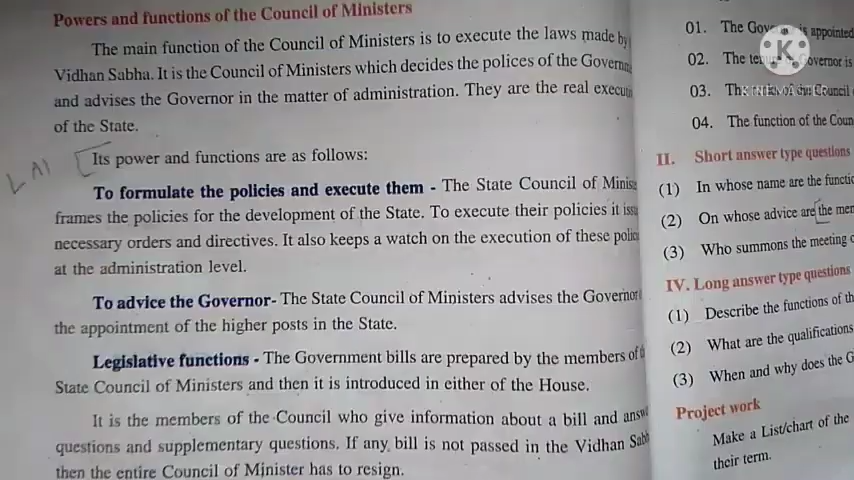 Powers and functions of the Council of Ministers
The main function of the Council of Ministers is to execute the laws made by
Vidhan Sabha. It is the Council of Ministers which decides the polices of the
and advises the Governor in the matter of administration. They are the real
of the State.
LA1
Its power and functions are as follows:
To formulate the policies and execute them - The State Council of
frames the policies for the development of the State. To execute their policies it
necessary orders and directives. It also keeps a watch on the execution of these
at the administration level.
To advice the Governor- The State Council of Ministers advises the Governor
the appointment of the higher posts in the State.
Legislative functions - The Government bills are prepared by the members of
State Council of Ministers and then it is introduced in either of the House.
It is the members of the Council who give information about a bill and
questions and supplementary questions. If any bill is not passed in the Vidhan
then the entire Council of Minister has to resign.
01. The is appointed
02. The Governor is
03. Council
04. The function of the
II. Short answer type questions
(1) In whose name are the
(2) On whose advice are the
(3) Who summons the meeting
IV. Long answer type questions
(1) Describe the functions of
(2) What are the qualifications
(3) When and why does the
Project work
Make a List/chart of the
their term.
K